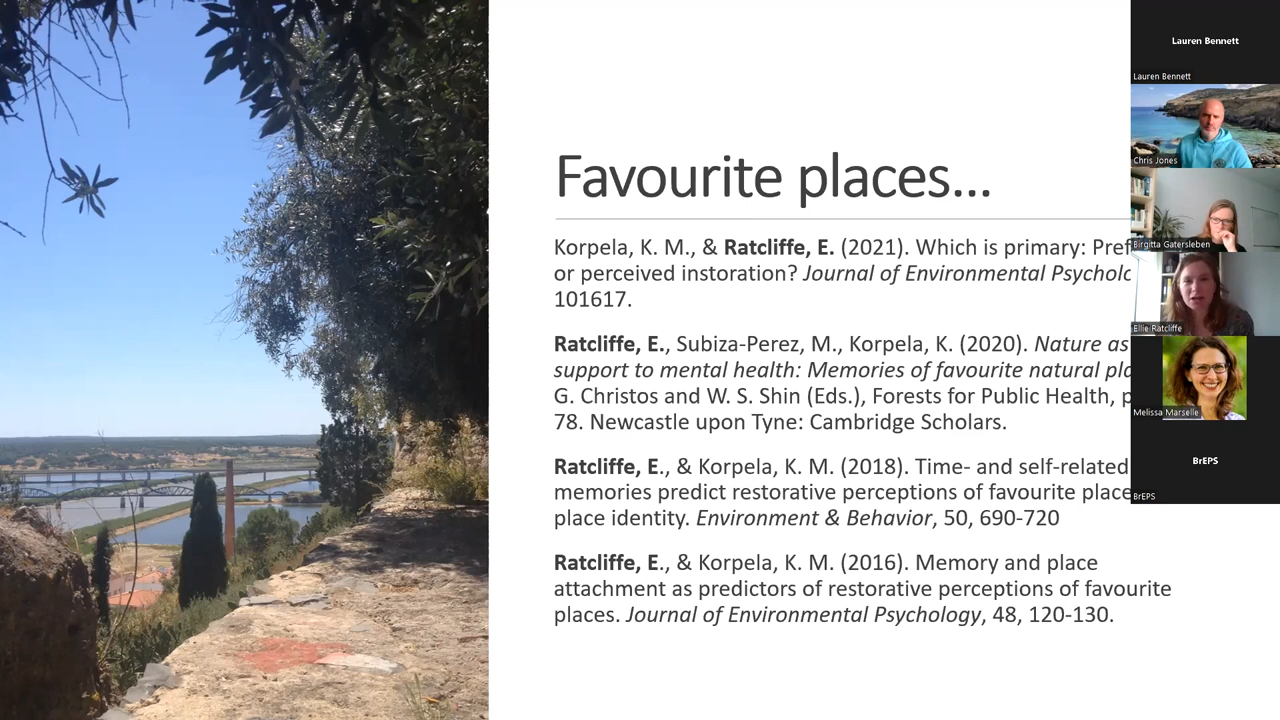 Favourite places...
Korpela, K. M., & Ratcliffe, E. (2021). Which is primary:
or perceived instoration? Journal of Environmental
101617.
Ratcliffe, E., Subiza-Perez, M., Korpela, K. (2020). Nature as
support to mental health: Memories of favourite natural
G. Christos and W. S. Shin (Eds.), Forests for Public Health,
78. Newcastle upon Tyne: Cambridge Scholars.
Ratcliffe, E., & Korpela, K. M. (2018). Time- and self-related
memories predict restorative perceptions of favourite
place identity. Environment & Behavior, 50, 690-720
Ratcliffe, E., & Korpela, K. M. (2016). Memory and place
attachment as predictors of restorative perceptions of favourite
places. Journal of Environmental Psychology, 48, 120-130.
Lauren Bennett
Lauren Bennett
Chris Jones
Birgitta Gatersleben
Ellie Ratcliffe
Melissa Marselle
BrEPS
BrEPS